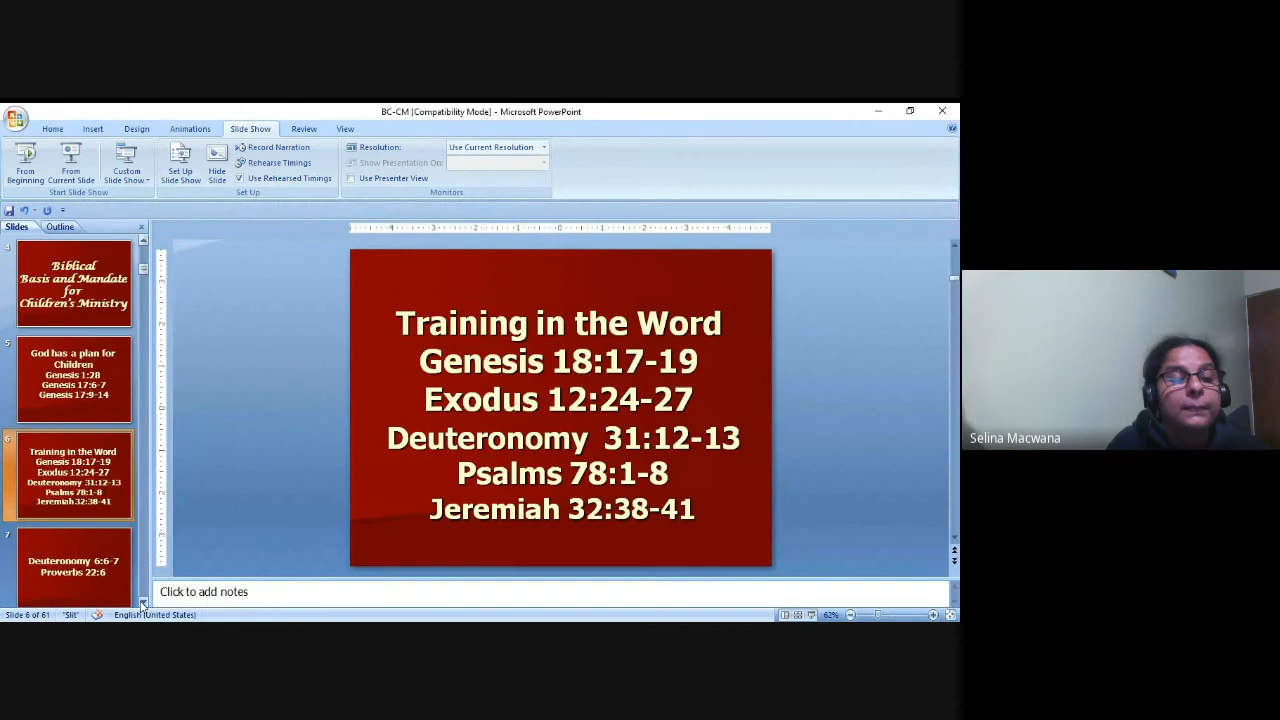 BC-CM [Compatibility Mode] - Microsoft PowerPoint
Home Insert Design Animations Slide Show Review View
From Beginning
From Current Slide
Custom Slide Show
Start Slide Show
Set Up Slide Show
Hide Slide
Record Narration
Rehearse Timings
Use Rehearsed Timings
Set Up
Resolution: Use Current Resolution
Show Presentation On:
Use Presenter View
Monitors
Slides Outline
4
Biblical
Basis and Mandate
for
Children's Ministry
5
God has a plan for
Children
Genesis 1:28
Genesis 17:6-7
Genesis 17:9-14
6
Training in the Word
Genesis 18:17-19
Exodus 12:24-27
Deuteronomy 31:12-13
Psalms 78:1-8
Jeremiah 32:38-41
7
Deuteronomy 6:6-7
Proverbs 22:6
Training in the Word
Genesis 18:17-19
Exodus 12:24-27
Deuteronomy 31:12-13
Psalms 78:1-8
Jeremiah 32:38-41
Click to add notes
Slide 6 of 61 "Slit" English (United States) 62%
Selina Macwana